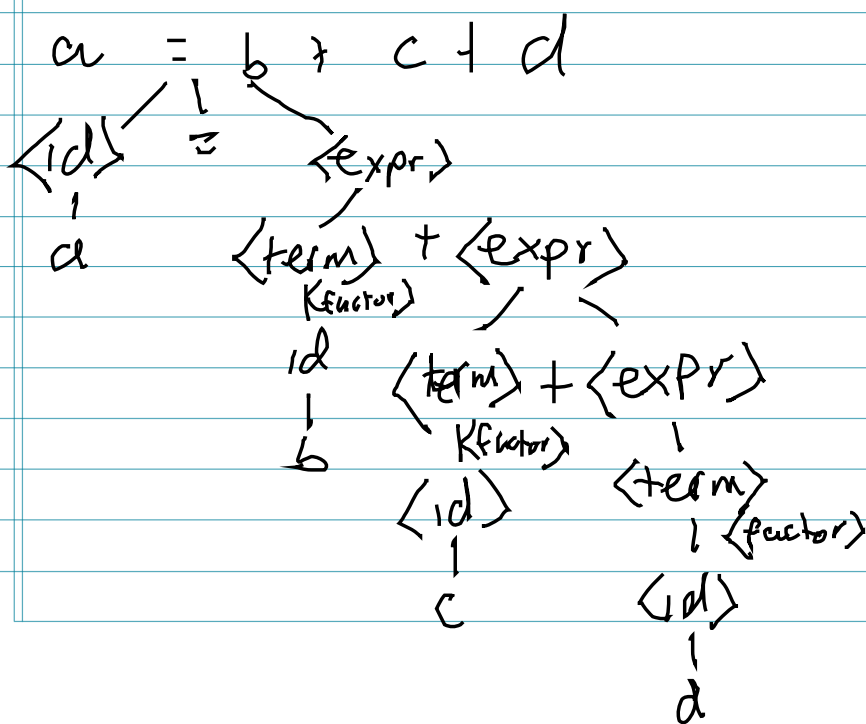 a = b + c + d
<id> = <expr>
a <term> + <expr>
<factor>
id <term> + <expr>
b <factor> <term>
<id> <factor>
c <id>
d